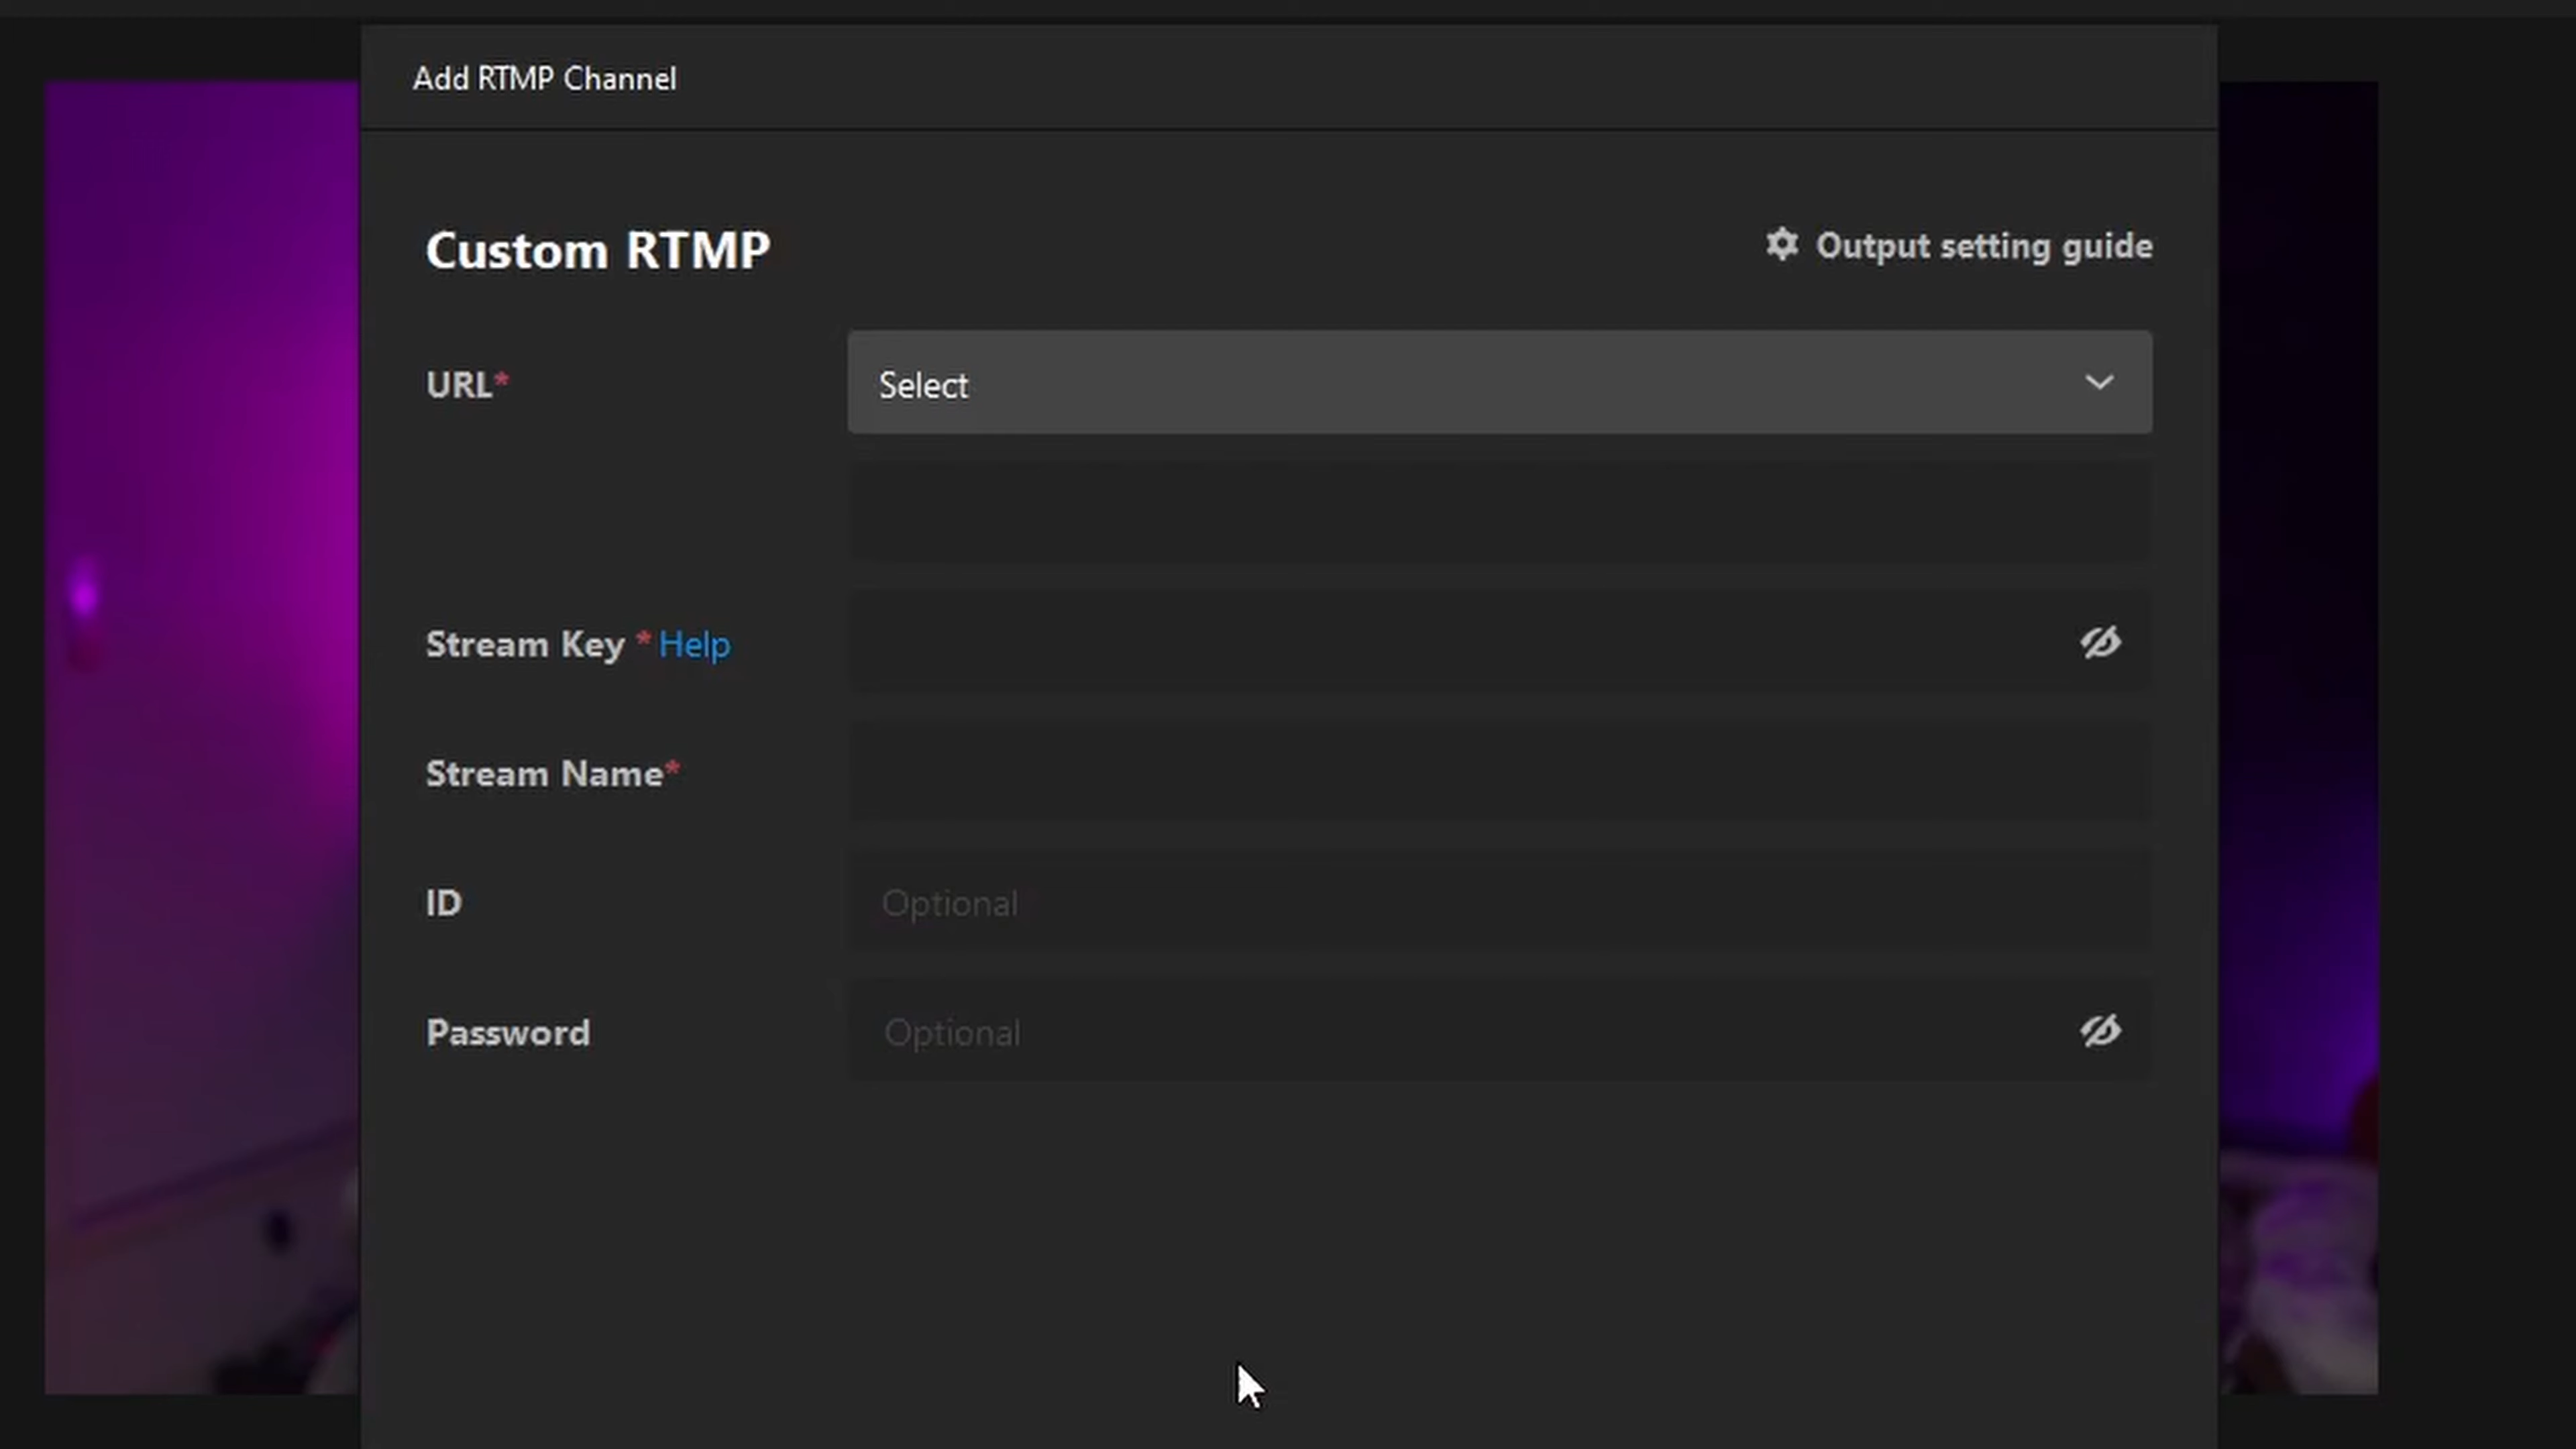 Add RTMP Channel
Custom RTMP
Output setting guide
URL*
Select
Stream Key * Help
Stream Name*
ID
Optional
Password
Optional